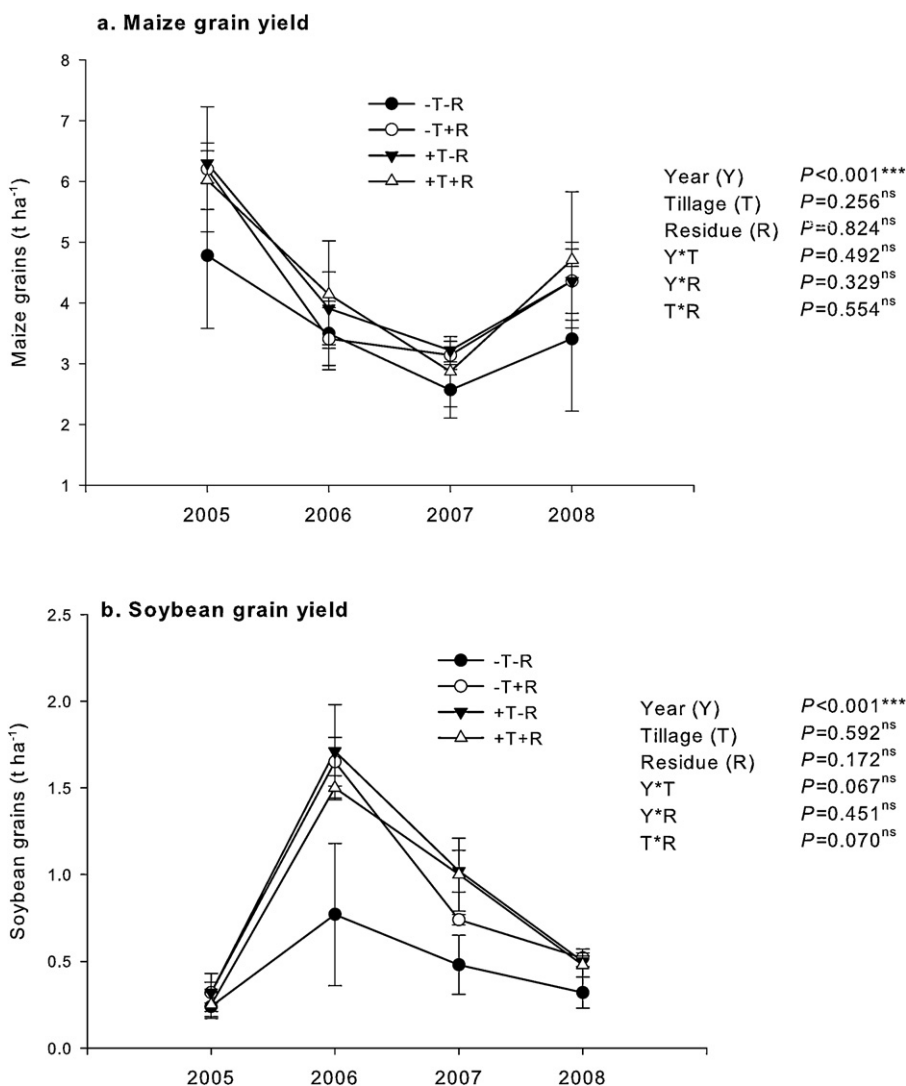 a. Maize grain yield
Maize grains (t ha⁻¹)
8
7
6
5
4
3
2
1
2005 2006 2007 2008
-T-R
-T+R
+T-R
+T+R
Year (Y) P<0.001***
Tillage (T) P=0.256ns
Residue (R) P=0.824ns
Y*T P=0.492ns
Y*R P=0.329ns
T*R P=0.554ns
b. Soybean grain yield
Soybean grains (t ha⁻¹)
2.5
2.0
1.5
1.0
0.5
0.0
2005 2006 2007 2008
-T-R
-T+R
+T-R
+T+R
Year (Y) P<0.001***
Tillage (T) P=0.592ns
Residue (R) P=0.172ns
Y*T P=0.067ns
Y*R P=0.451ns
T*R P=0.070ns